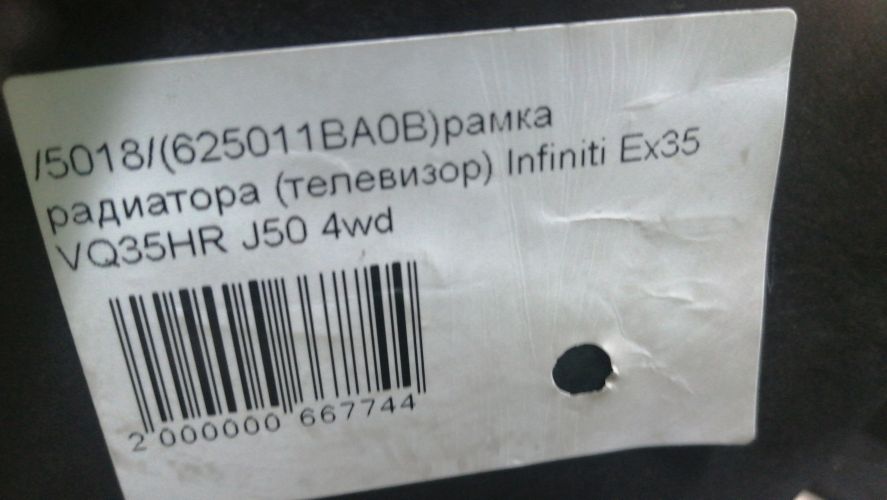 /5018/(625011BA0B)рамка
радиатора (телевизор) Infiniti Ex35
VQ35HR J50 4wd
2 000000 667744